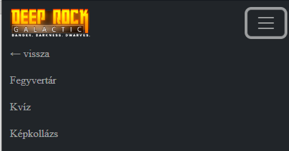 DEEP ROCK
GALACTIC
DANGER. DARKNESS. DWARVES.
← vissza
Fegyvertár
Kvíz
Képkollázs